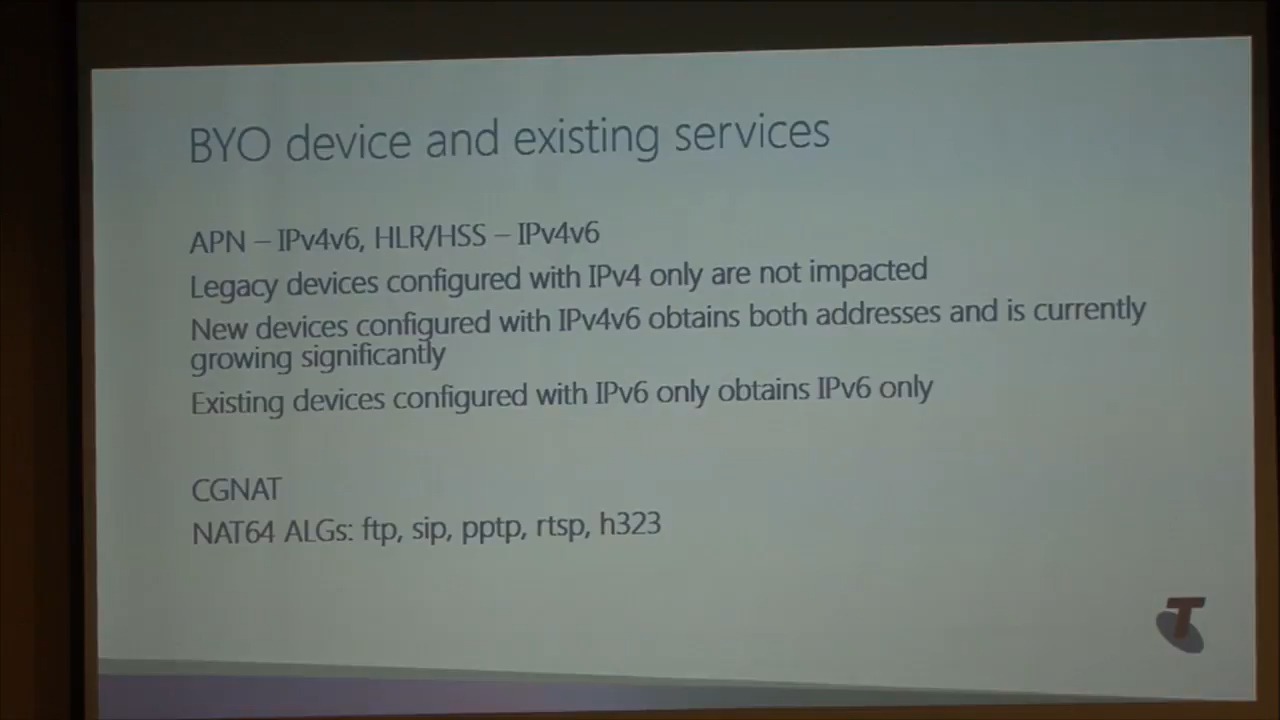 BYO device and existing services
APN – IPv4v6, HLR/HSS – IPv4v6
Legacy devices configured with IPv4 only are not impacted
New devices configured with IPv4v6 obtains both addresses and is currently
growing significantly
Existing devices configured with IPv6 only obtains IPv6 only
CGNAT
NAT64 ALGs: ftp, sip, pptp, rtsp, h323
T